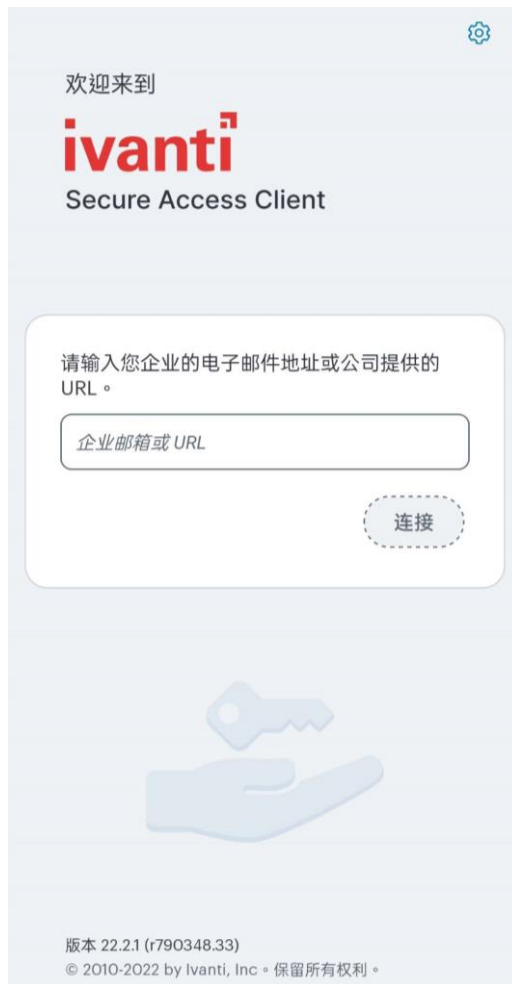 欢迎来到
ivanti
Secure Access Client
请输入您企业的电子邮件地址或公司提供的
URL。
企业邮箱或 URL
连接
版本 22.2.1 (r790348.33)
© 2010-2022 by Ivanti, Inc。保留所有权利。